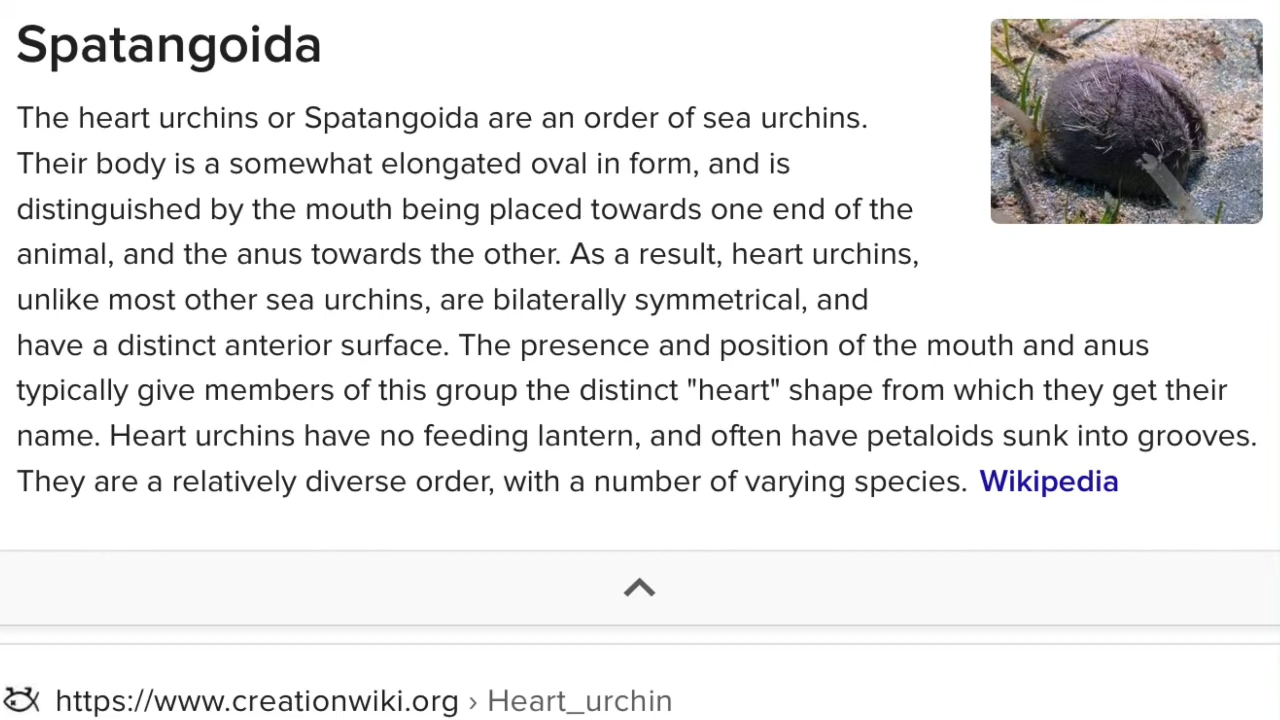 Spatangoida
The heart urchins or Spatangoida are an order of sea urchins.
Their body is a somewhat elongated oval in form, and is
distinguished by the mouth being placed towards one end of the
animal, and the anus towards the other. As a result, heart urchins,
unlike most other sea urchins, are bilaterally symmetrical, and
have a distinct anterior surface. The presence and position of the mouth and anus
typically give members of this group the distinct "heart" shape from which they get their
name. Heart urchins have no feeding lantern, and often have petaloids sunk into grooves.
They are a relatively diverse order, with a number of varying species. Wikipedia
https://www.creationwiki.org › Heart_urchin